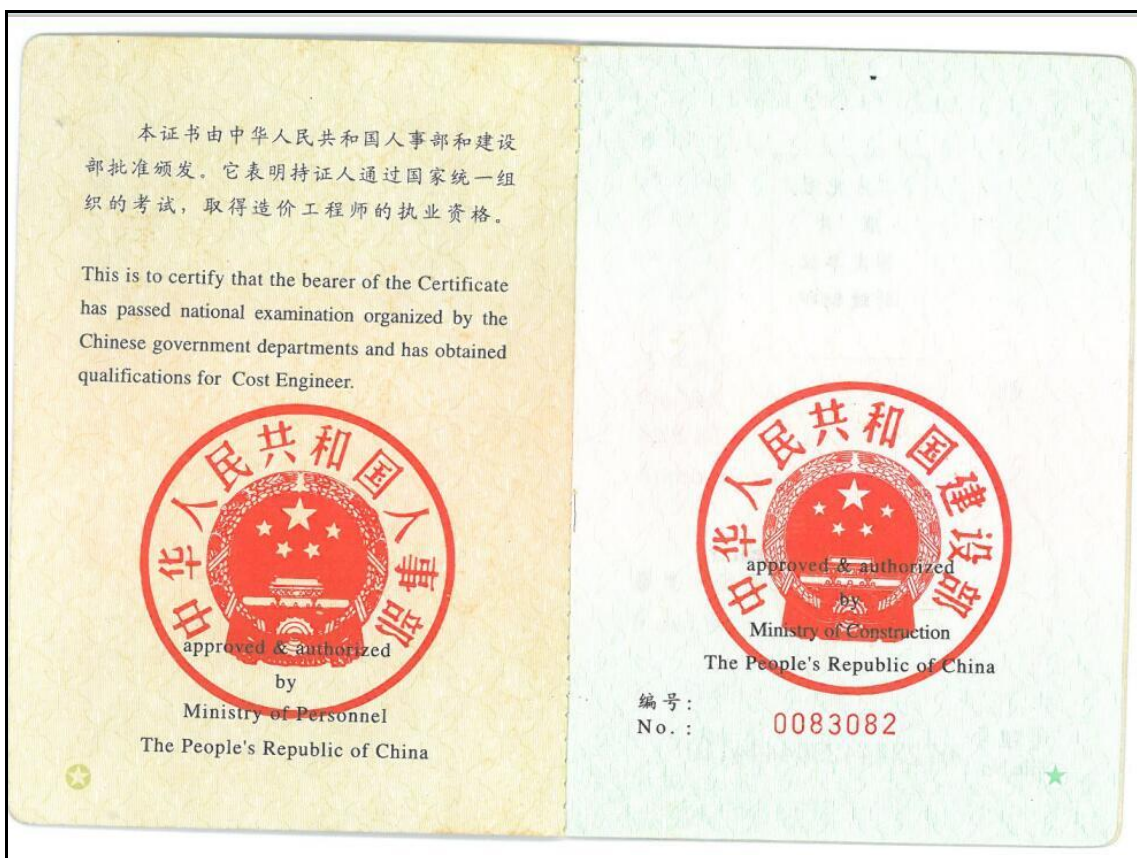 本证书由中华人民共和国人事部和建设
部批准颁发。它表明持证人通过国家统一组
织的考试，取得造价工程师的执业资格。
This is to certify that the bearer of the Certificate
has passed national examination organized by the
Chinese government departments and has obtained
qualifications for Cost Engineer.
中华人民共和国人事部
approved & authorized
by
Ministry of Personnel
The People's Republic of China
中华人民共和国建设部
approved & authorized
by
Ministry of Construction
The People's Republic of China
编号:
No.: 0083082